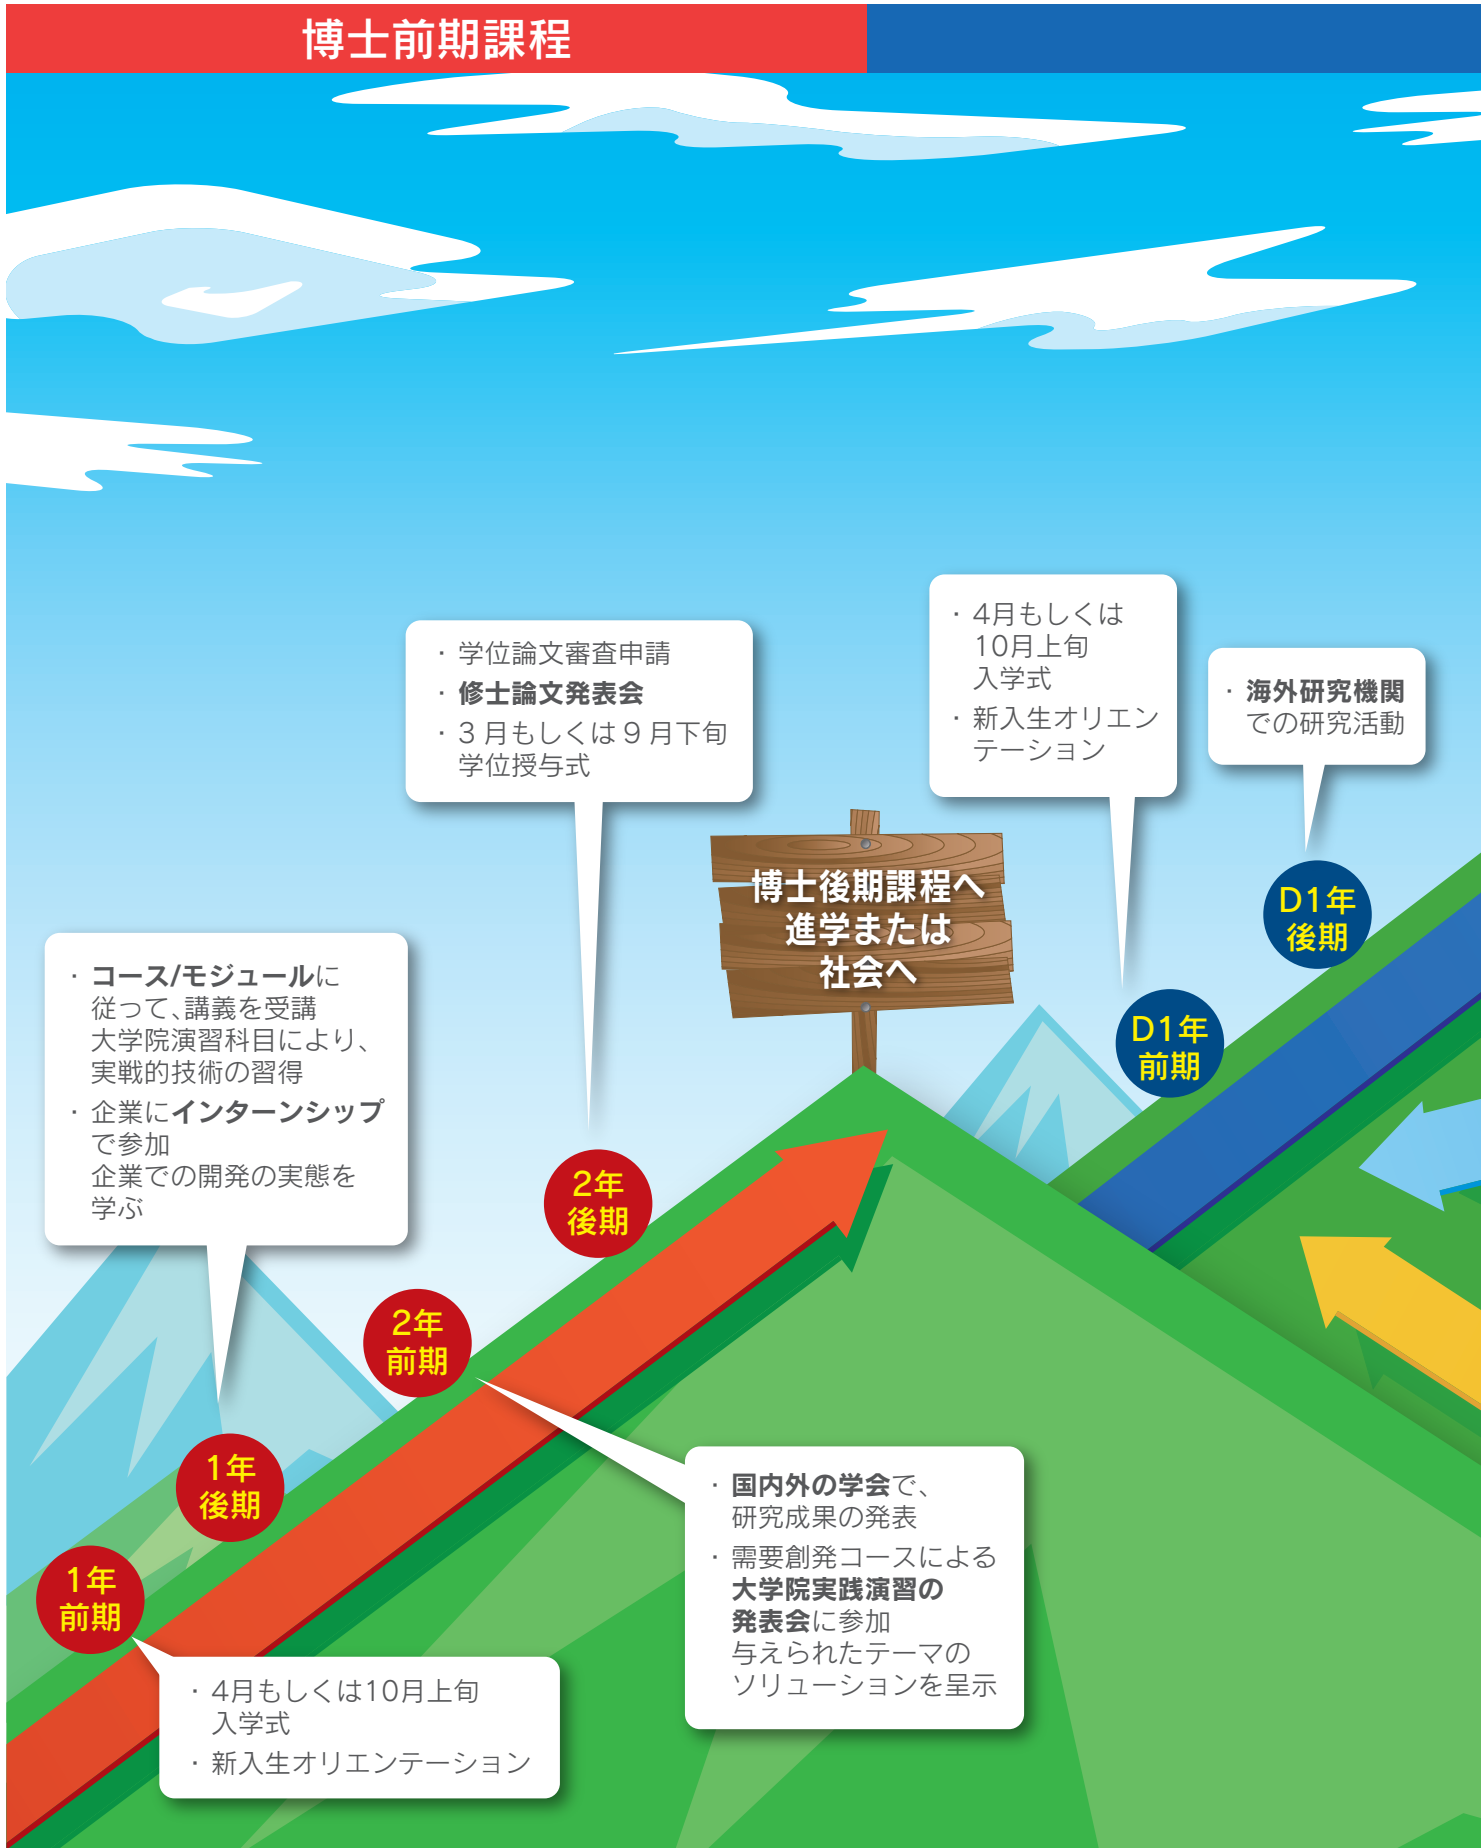 博士前期課程
・4月もしくは
10月上旬
入学式
・新入生オリエン
テーション
・学位論文審査申請
・修士論文発表会
・3月もしくは9月下旬
学位授与式
・海外研究機関
での研究活動
博士後期課程へ
進学または
社会へ
D1年
後期
D1年
前期
・コース/モジュールに
従って、講義を受講
大学院演習科目により、
実戦的技術の習得
・企業にインターンシップ
で参加
企業での開発の実態を
学ぶ
2年
後期
2年
前期
1年
後期
1年
前期
・国内外の学会で、
研究成果の発表
・需要創発コースによる
大学院実践演習の
発表会に参加
与えられたテーマの
ソリューションを呈示
・4月もしくは10月上旬
入学式
・新入生オリエンテーション